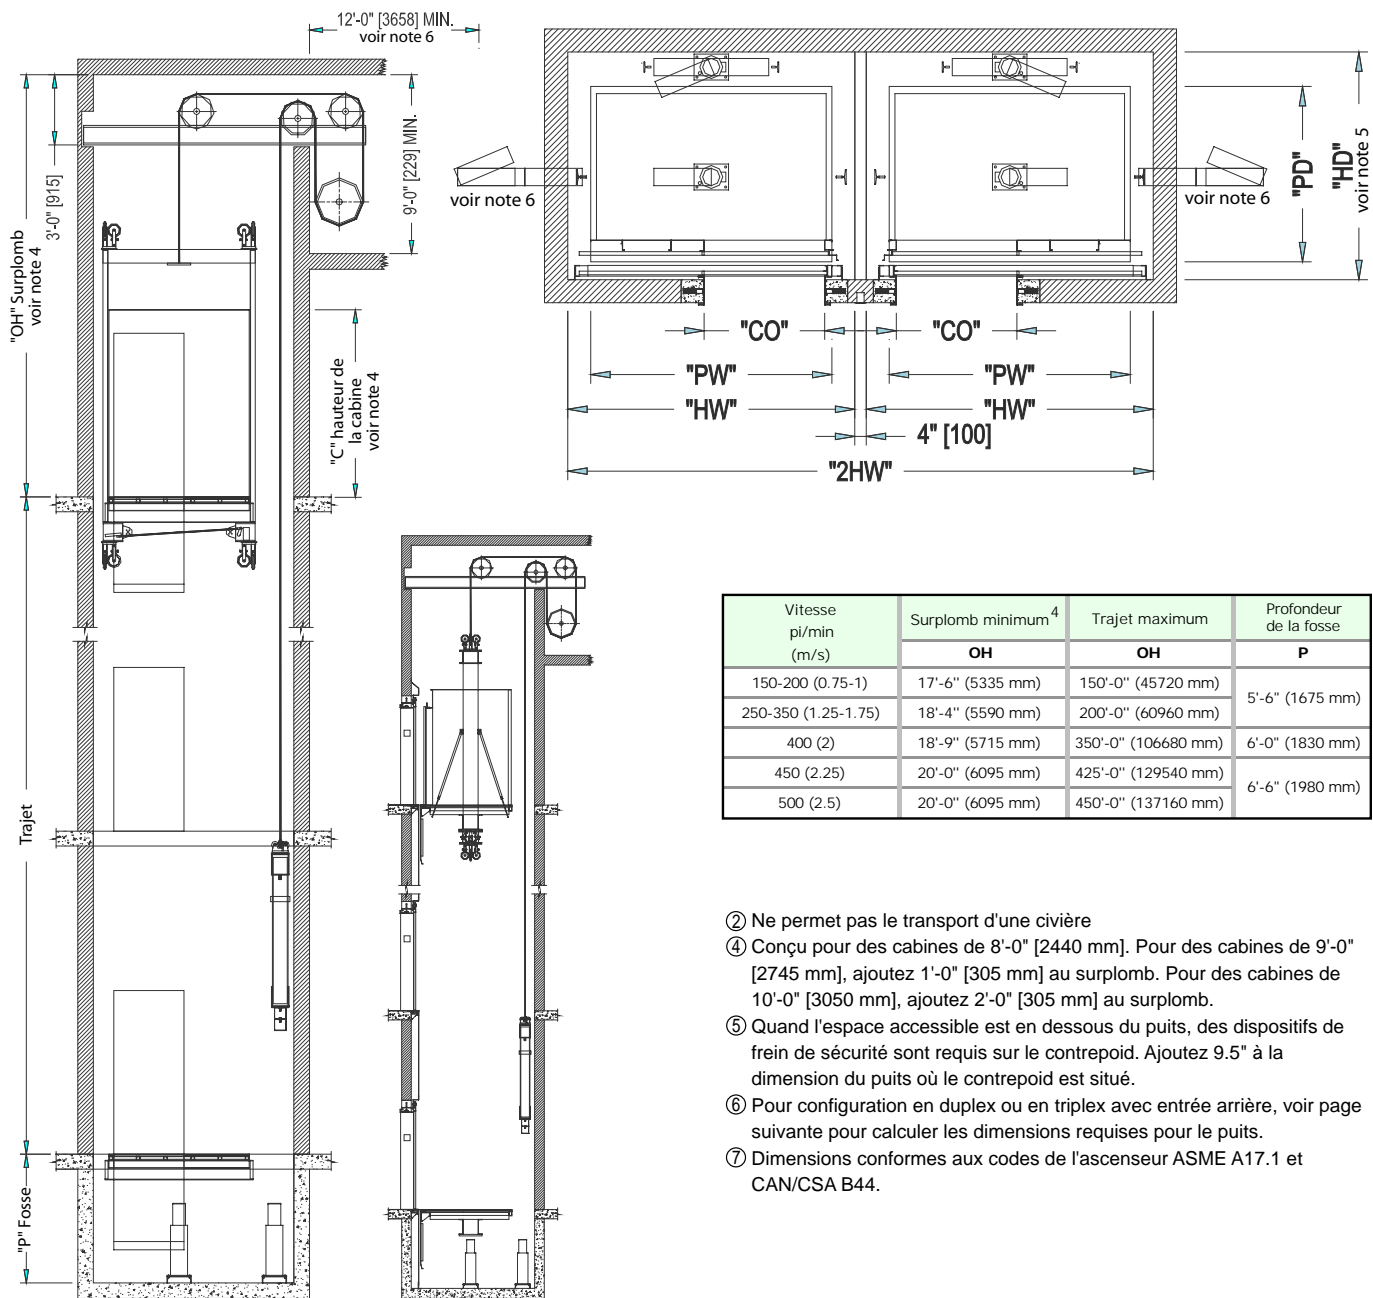 12'-0" [3658] MIN.
voir note 6
3'-0" [915]
9'-0" [229] MIN.
"OH" Surplomb
voir note 4
"C" hauteur de
la cabine
voir note 4
Trajet
"P" Fosse
voir note 6
voir note 6
"PD"
"HD"
voir note 5
"CO" "CO"
"PW" "PW"
"HW" "HW"
4" [100]
"2HW"
Vitesse
pi/min
(m/s)
Surplomb minimum 4
Trajet maximum
Profondeur
de la fosse
OH OH P
150-200 (0.75-1) 17'-6'' (5335 mm) 150'-0'' (45720 mm) 5'-6'' (1675 mm)
250-350 (1.25-1.75) 18'-4'' (5590 mm) 200'-0'' (60960 mm)
400 (2) 18'-9'' (5715 mm) 350'-0'' (106680 mm) 6'-0'' (1830 mm)
450 (2.25) 20'-0'' (6095 mm) 425'-0'' (129540 mm) 6'-6'' (1980 mm)
500 (2.5) 20'-0'' (6095 mm) 450'-0'' (137160 mm)
② Ne permet pas le transport d'une civière
④ Conçu pour des cabines de 8'-0" [2440 mm]. Pour des cabines de 9'-0"
[2745 mm], ajoutez 1'-0" [305 mm] au surplomb. Pour des cabines de
10'-0" [3050 mm], ajoutez 2'-0" [305 mm] au surplomb.
⑤ Quand l'espace accessible est en dessous du puits, des dispositifs de
frein de sécurité sont requis sur le contrepoid. Ajoutez 9.5" à la
dimension du puits où le contrepoid est situé.
⑥ Pour configuration en duplex ou en triplex avec entrée arrière, voir page
suivante pour calculer les dimensions requises pour le puits.
⑦ Dimensions conformes aux codes de l'ascenseur ASME A17.1 et
CAN/CSA B44.